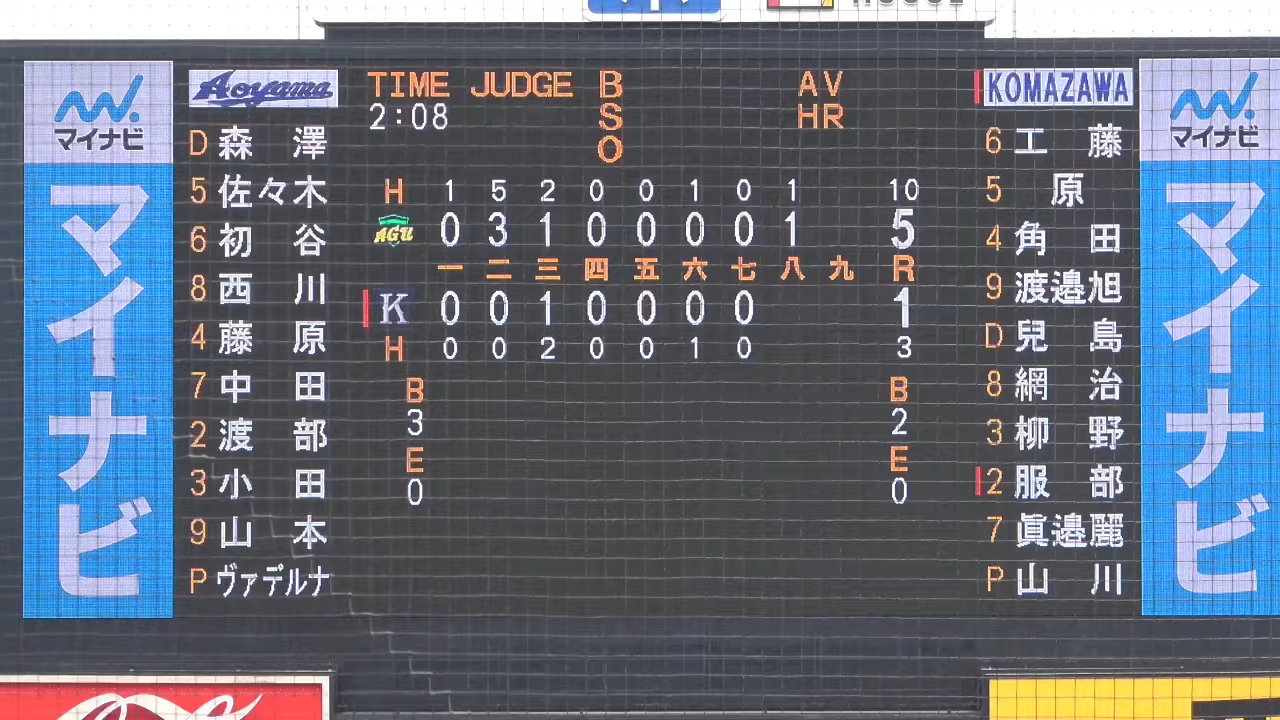 マイナビ
マイナビ
Aoyama
D 森澤
5 佐々木
6 初谷
8 西川
4 藤原
7 中田
2 渡部
3 小田
9 山本
P ヴァデルナ
TIME JUDGE B AV
2:08 S HR
O
H 1 5 2 0 0 1 0 1 10
AGU 0 3 1 0 0 0 0 1 5
一 二 三 四 五 六 七 八 九 R
K 0 0 1 0 0 0 0 1
H 0 0 2 0 0 1 0 3
B B
3 2
E E
0 0
KOMAZAWA
6 工藤
5 原
4 角田
9 渡邉旭
D 兒島
8 網治
3 柳野
2 服部
7 眞邉麗
P 山川
マイナビ
マイナビ